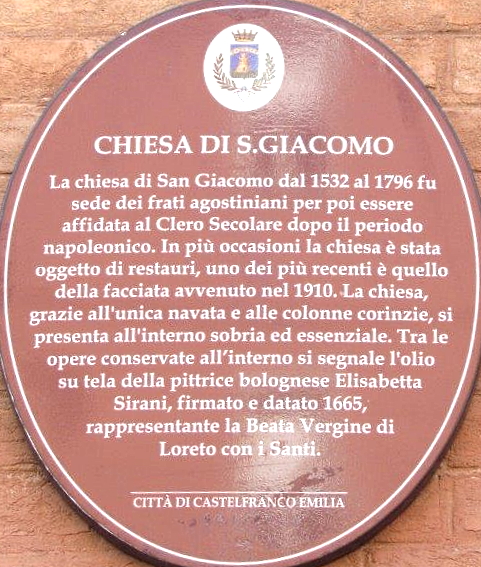 CHIESA DI S.GIACOMO
La chiesa di San Giacomo dal 1532 al 1796 fu
sede dei frati agostiniani per poi essere
affidata al Clero Secolare dopo il periodo
napoleonico. In più occasioni la chiesa è stata
oggetto di restauri, uno dei più recenti è quello
della facciata avvenuto nel 1910. La chiesa,
grazie all'unica navata e alle colonne corinzie, si
presenta all'interno sobria ed essenziale. Tra le
opere conservate all'interno si segnale l'olio
su tela della pittrice bolognese Elisabetta
Sirani, firmato e datato 1665,
rappresentante la Beata Vergine di
Loreto con i Santi.
CITTÀ DI CASTELFRANCO EMILIA